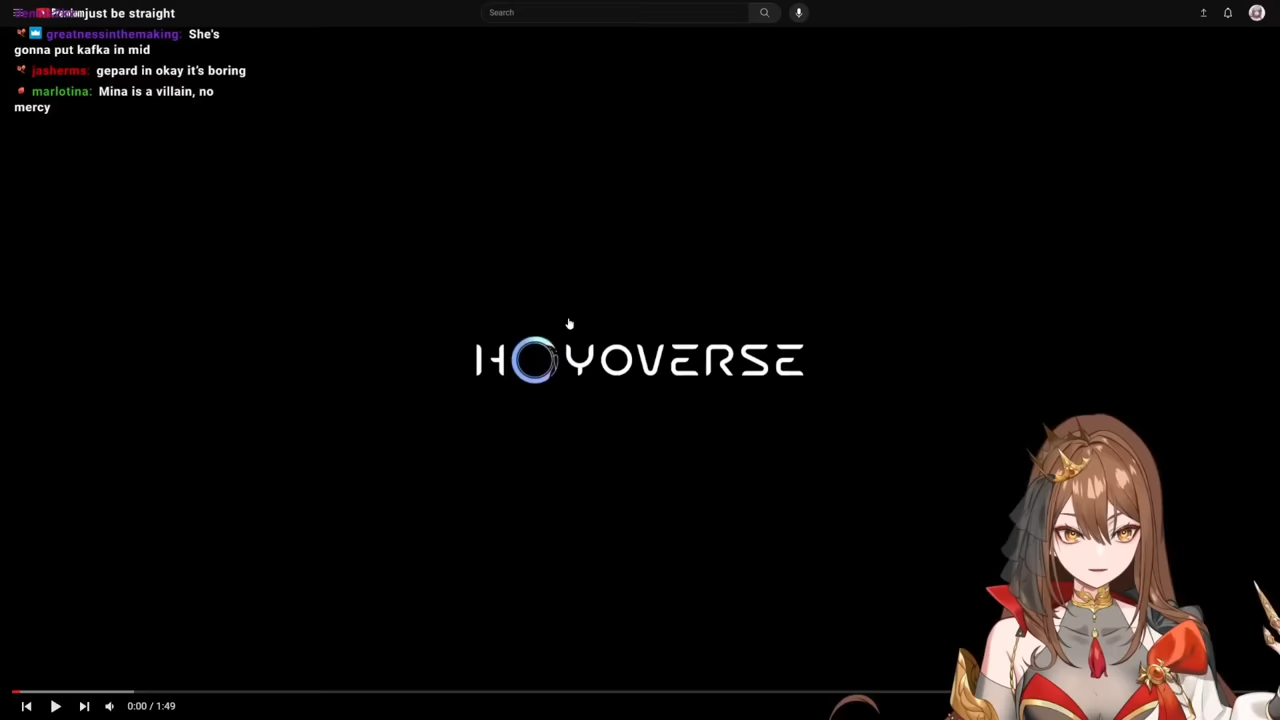 just be straight
Search
greatnessinthemaking: She's
gonna put kafka in mid
jasherms: gepard in okay it's boring
marlotina: Mina is a villain, no
mercy
HOYOVERSE
0:00 / 1:49